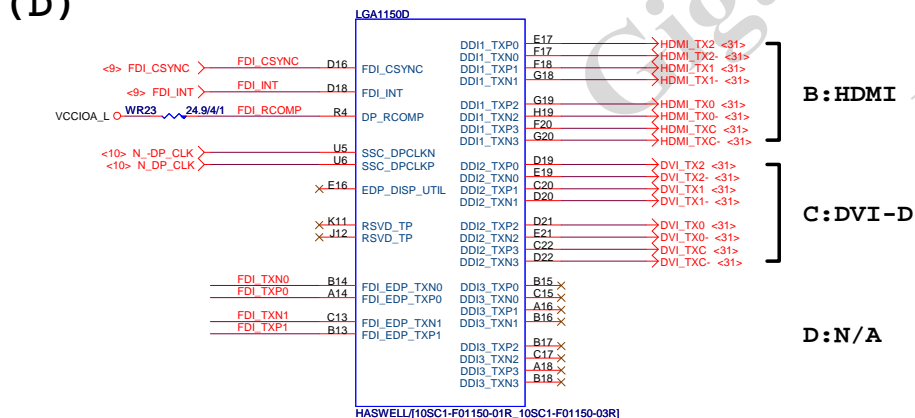 (D)
LGA1150D
<9> FDI_CSYNC FDI_CSYNC D16 FDI_CSYNC
<9> FDI_INT FDI_INT D18 FDI_INT
VCCIOA_L WR23 24.9/4/1 FDI_RCOMP R4 DP_RCOMP
<10> N_-DP_CLK U5 SSC_DPCLKN
<10> N_DP_CLK U6 SSC_DPCLKP
E16 EDP_DISP_UTIL
K11 RSVD_TP
J12 RSVD_TP
FDI_TXN0 B14 FDI_EDP_TXN0
FDI_TXP0 A14 FDI_EDP_TXP0
FDI_TXN1 C13 FDI_EDP_TXN1
FDI_TXP1 B13 FDI_EDP_TXP1
DDI1_TXP0 E17 HDMI_TX2 <31>
DDI1_TXN0 F17 HDMI_TX2- <31>
DDI1_TXP1 F18 HDMI_TX1 <31>
DDI1_TXN1 G18 HDMI_TX1- <31>
DDI1_TXP2 G19 HDMI_TX0 <31>
DDI1_TXN2 H19 HDMI_TX0- <31>
DDI1_TXP3 F20 HDMI_TXC <31>
DDI1_TXN3 G20 HDMI_TXC- <31>
B:HDMI
DDI2_TXP0 D19 DVI_TX2 <31>
DDI2_TXN0 E19 DVI_TX2- <31>
DDI2_TXP1 C20 DVI_TX1 <31>
DDI2_TXN1 D20 DVI_TX1- <31>
DDI2_TXP2 D21 DVI_TX0 <31>
DDI2_TXN2 E21 DVI_TX0- <31>
DDI2_TXP3 C22 DVI_TXC <31>
DDI2_TXN3 D22 DVI_TXC- <31>
C:DVI-D
DDI3_TXP0 B15
DDI3_TXN0 C15
DDI3_TXP1 A16
DDI3_TXN1 B16
DDI3_TXP2 B17
DDI3_TXN2 C17
DDI3_TXP3 A18
DDI3_TXN3 B18
D:N/A
HASWELL/[10SC1-F01150-01R_10SC1-F01150-03R]